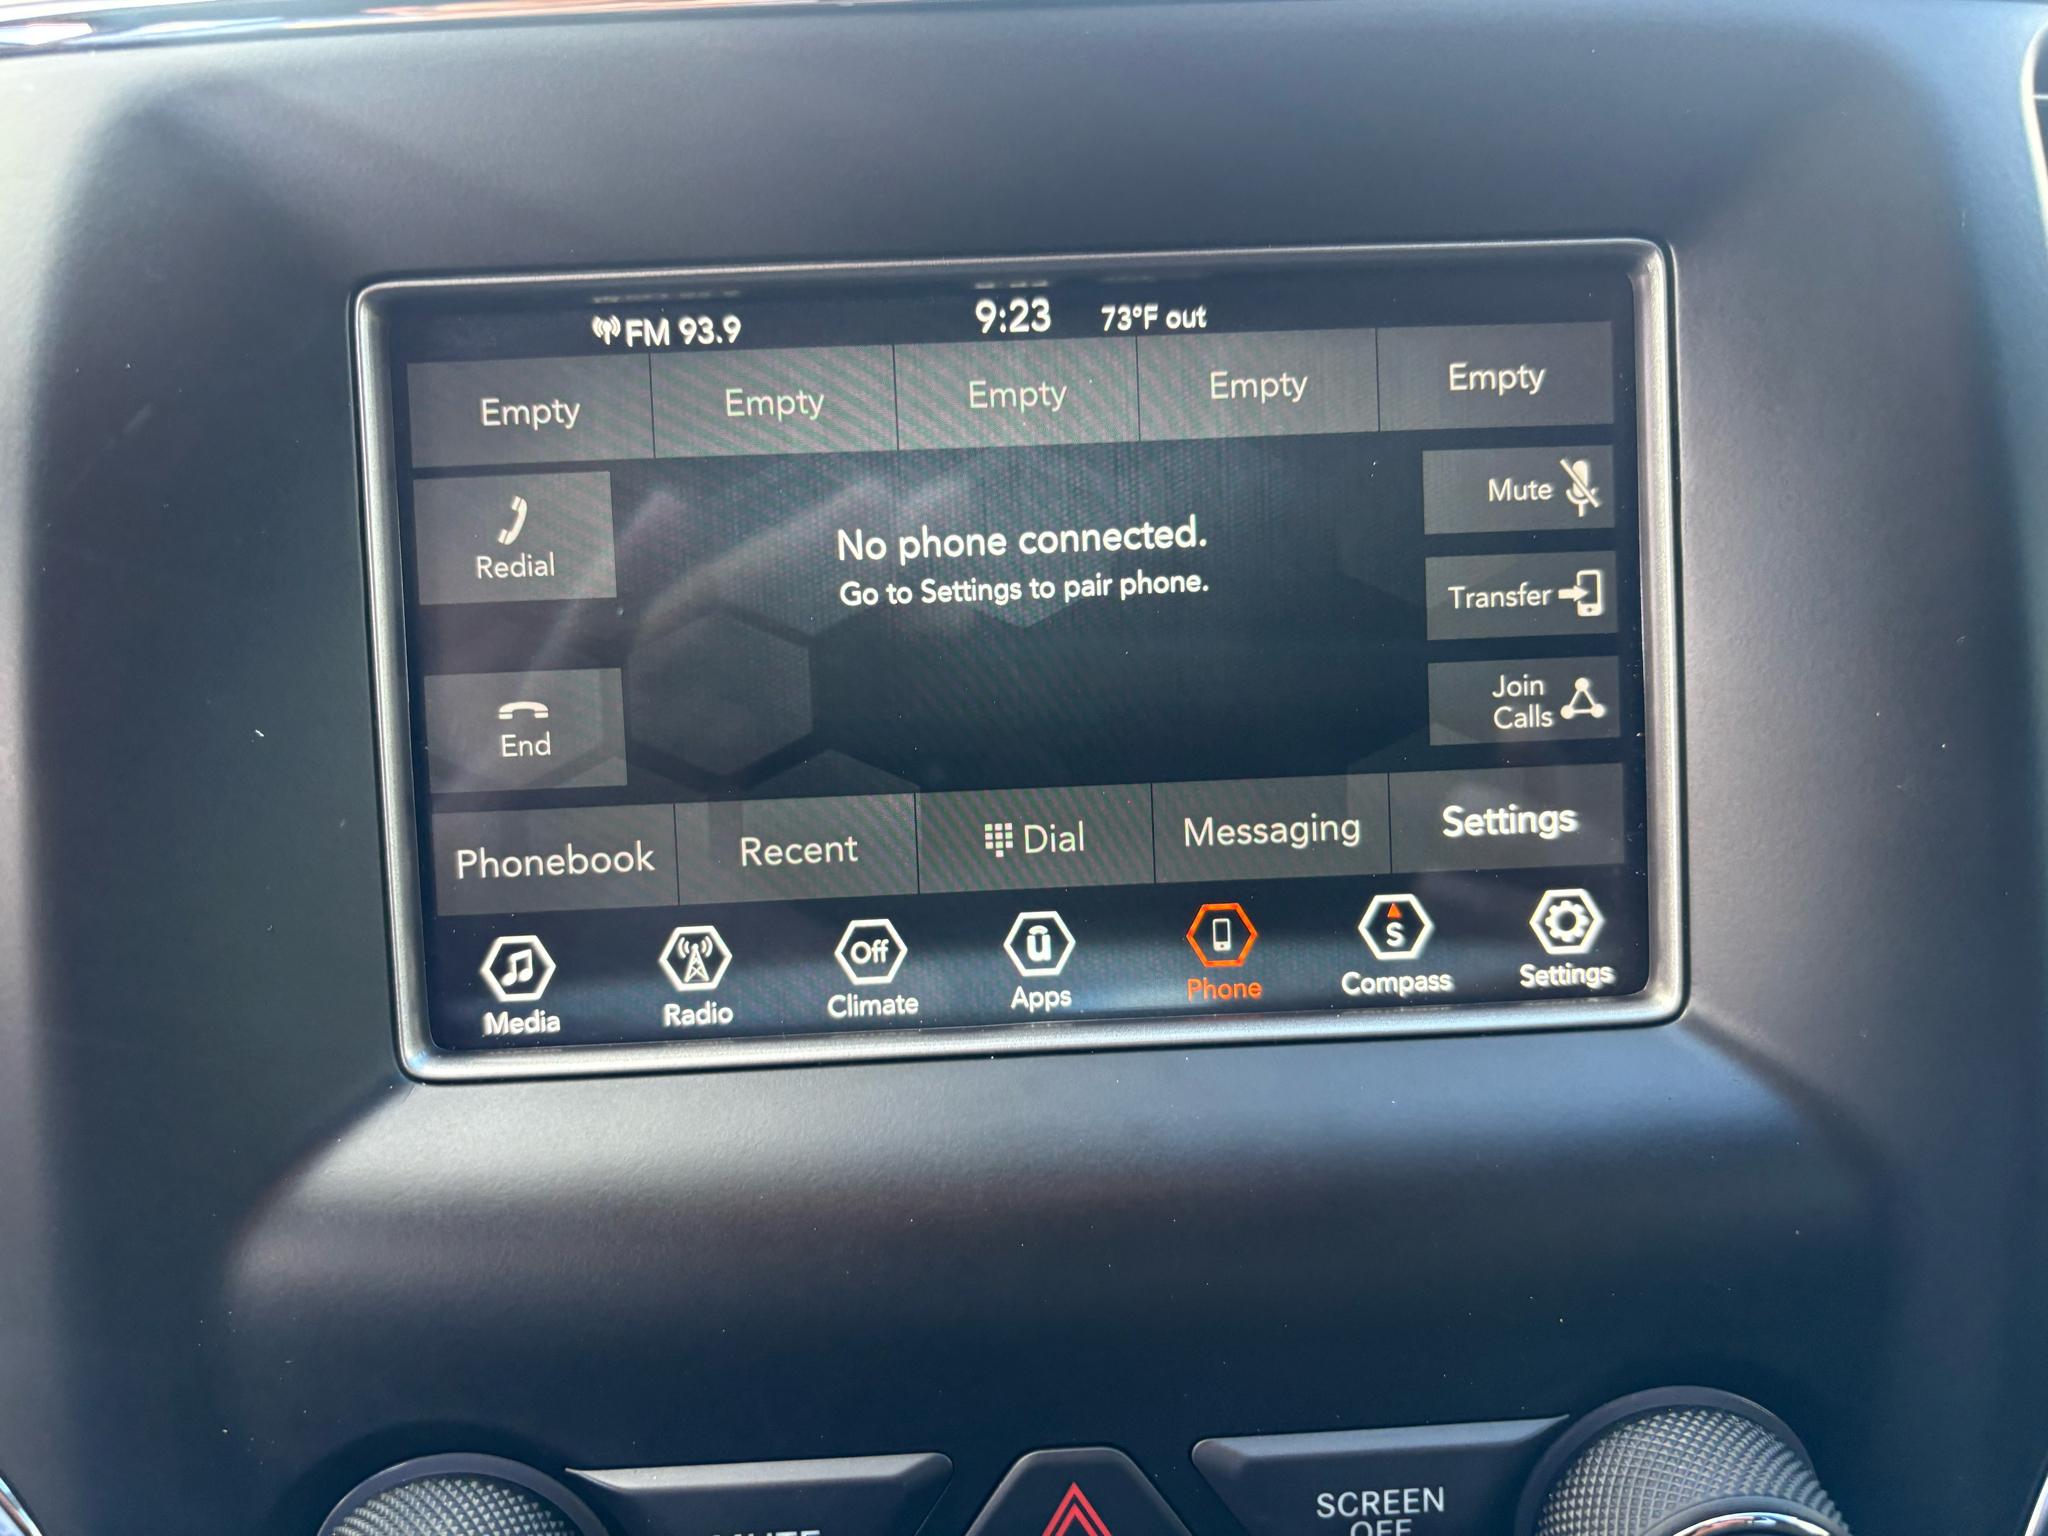 FM 93.9
9:23
73°F out
Empty
Empty
Empty
Empty
Empty
Redial
No phone connected.
Go to Settings to pair phone.
Mute
Transfer
End
Join
Calls
Phonebook
Recent
Dial
Messaging
Settings
Off
ū
S
Media
Radio
Climate
Apps
Phone
Compass
Settings
MUTE
SCREEN
OFF